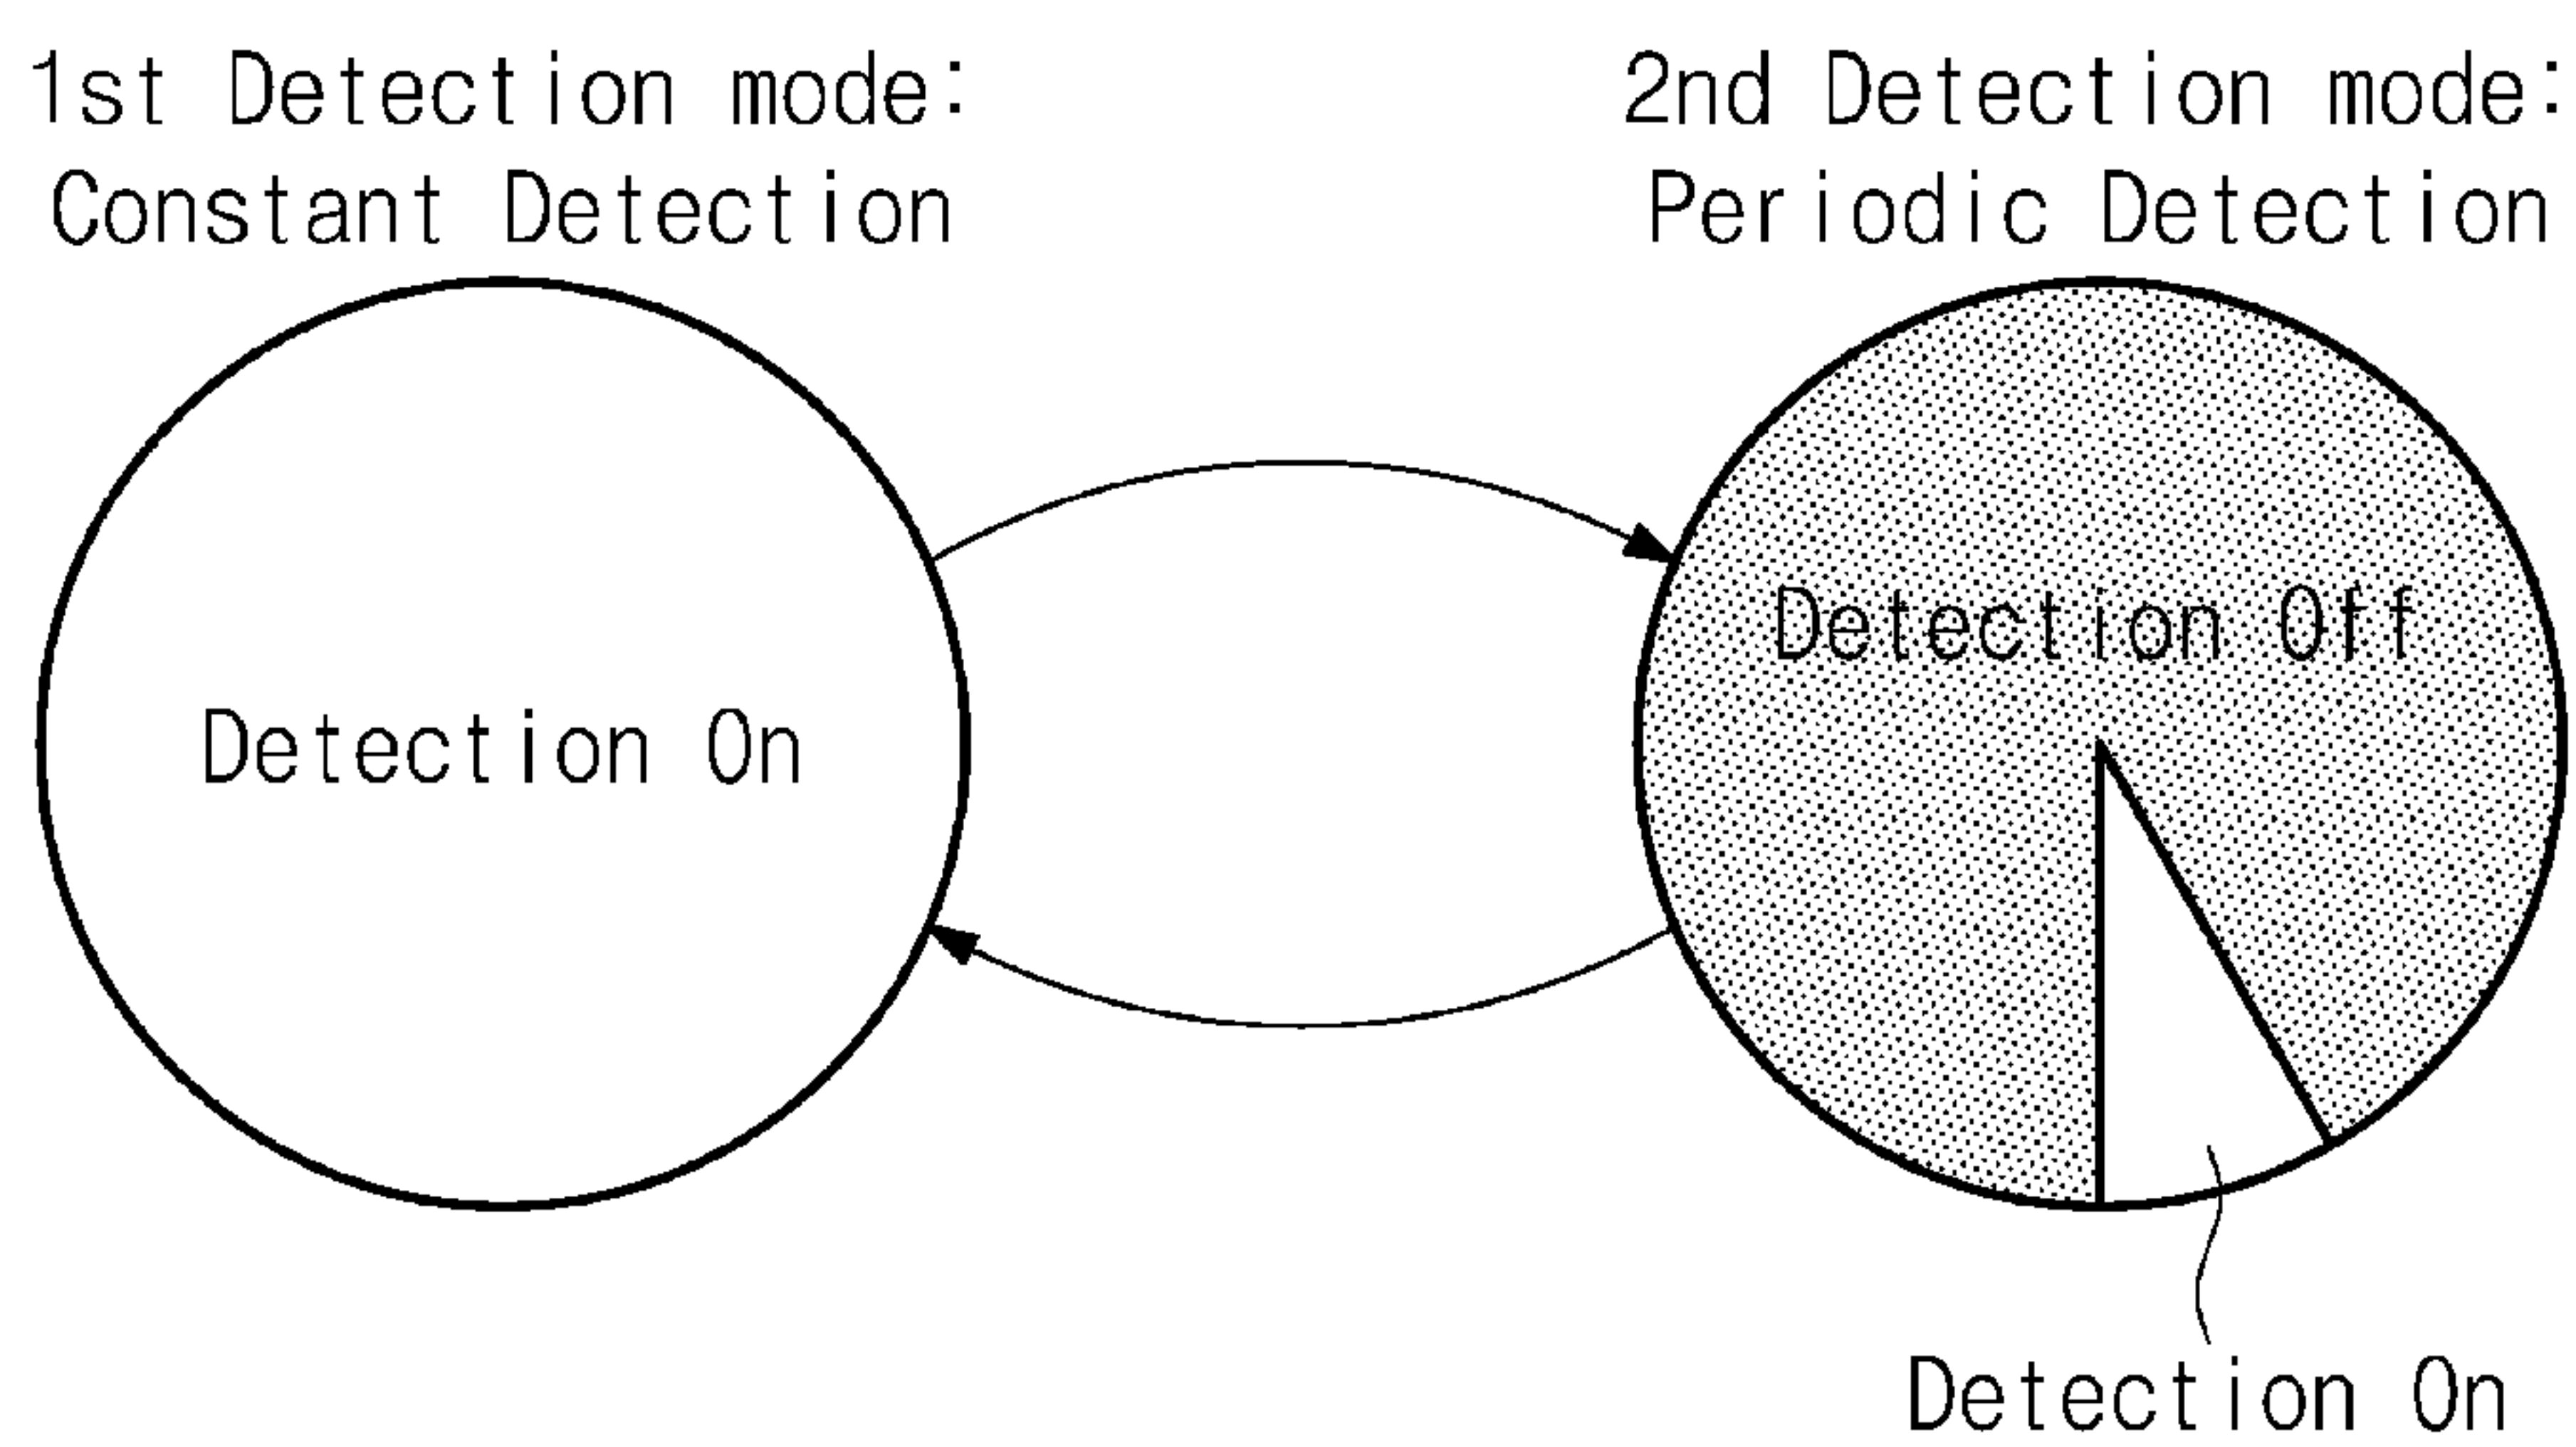 1st Detection mode:
Constant Detection
2nd Detection mode:
Periodic Detection
Detection On
Detection Off
Detection On